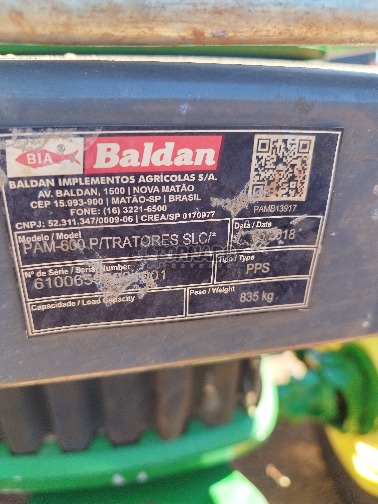 BIA Baldan
BALDAN IMPLEMENTOS AGRÍCOLAS S/A.
AV. BALDAN, 1500 | NOVA MATÃO
CEP 15.993-900 | MATÃO-SP | BRASIL
FONE: (16) 3221-6500
CNPJ: 52.311.347/0009-06 | CREA/SP 0170977
PAMB13917
Modelo / Model
PAM-600 P/TRATORES SLC/*
Data / Date
Nº de Série / Serial Number
Tipo / Type
PPS
Capacidade / Load Capacity
Peso / Weight
835 kg